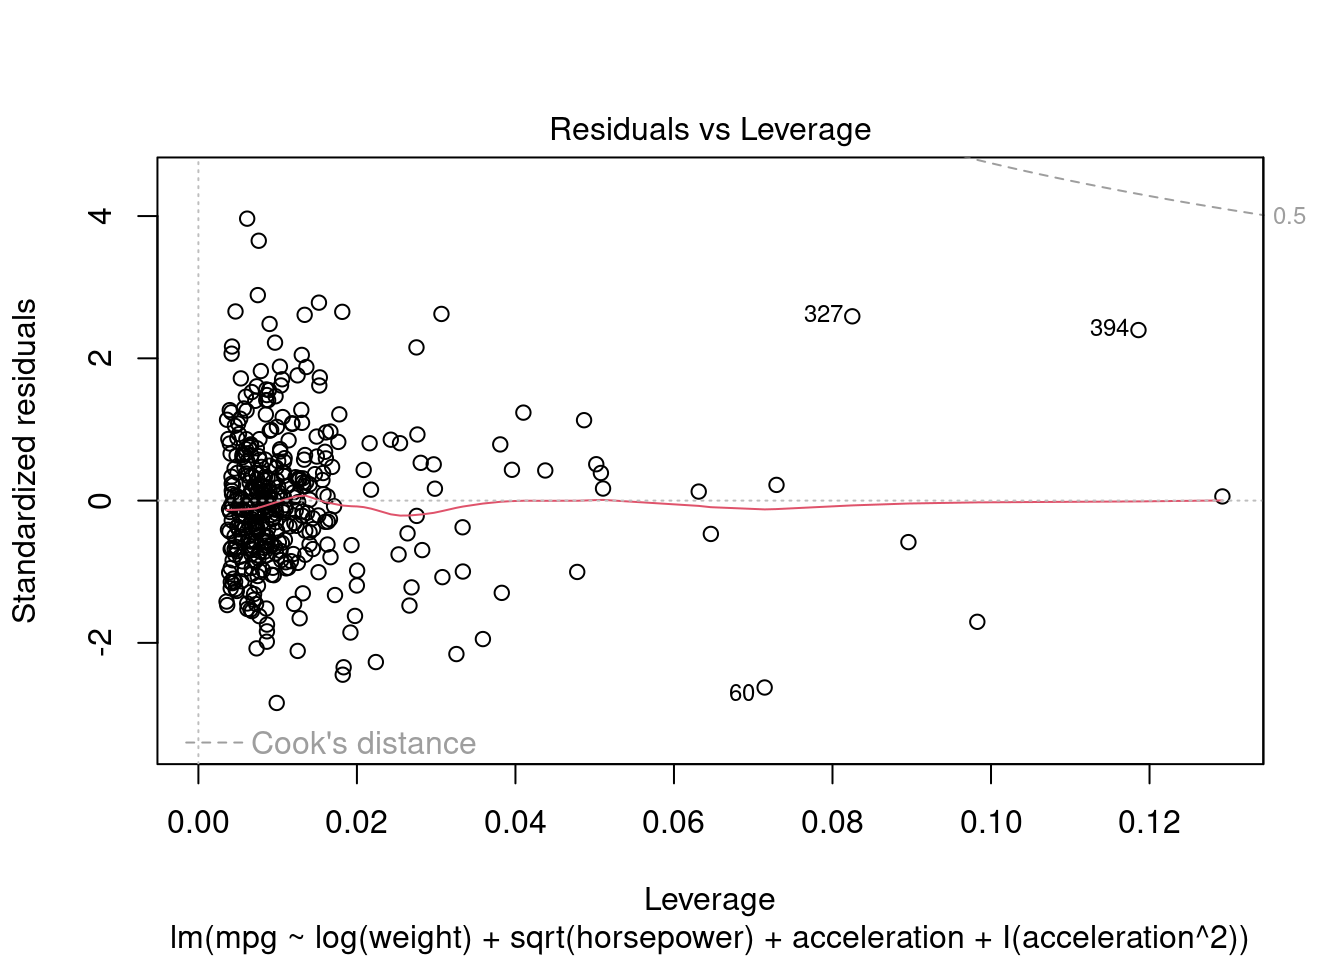 Residuals vs Leverage
Standardized residuals
4
2
0
-2
0.5
327
394
60
Cook's distance
0.00 0.02 0.04 0.06 0.08 0.10 0.12
Leverage
lm(mpg ~ log(weight) + sqrt(horsepower) + acceleration + I(acceleration^2))